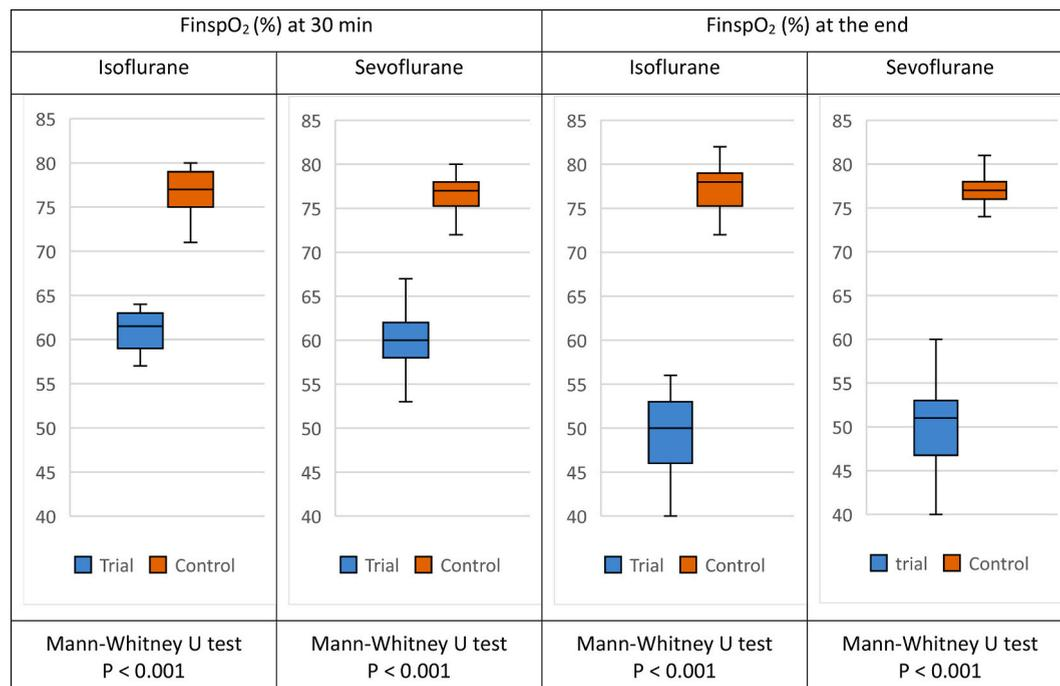 FinspO₂ (%) at 30 min
FinspO₂ (%) at the end
Isoflurane
Sevoflurane
Isoflurane
Sevoflurane
85
80
75
70
65
60
55
50
45
40
Trial Control
85
80
75
70
65
60
55
50
45
40
Trial Control
85
80
75
70
65
60
55
50
45
40
Trial Control
85
80
75
70
65
60
55
50
45
40
trial Control
Mann-Whitney U test
P < 0.001
Mann-Whitney U test
P < 0.001
Mann-Whitney U test
P < 0.001
Mann-Whitney U test
P < 0.001